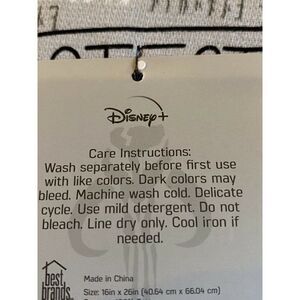 Disney+
Care Instructions:
Wash separately before first use
with like colors. Dark colors may
bleed. Machine wash cold. Delicate
cycle. Use mild detergent. Do not
bleach. Line dry only. Cool iron if
needed.
best
brands
Made in China
Size: 16in x 26in (40.64 cm x 66.04 cm)